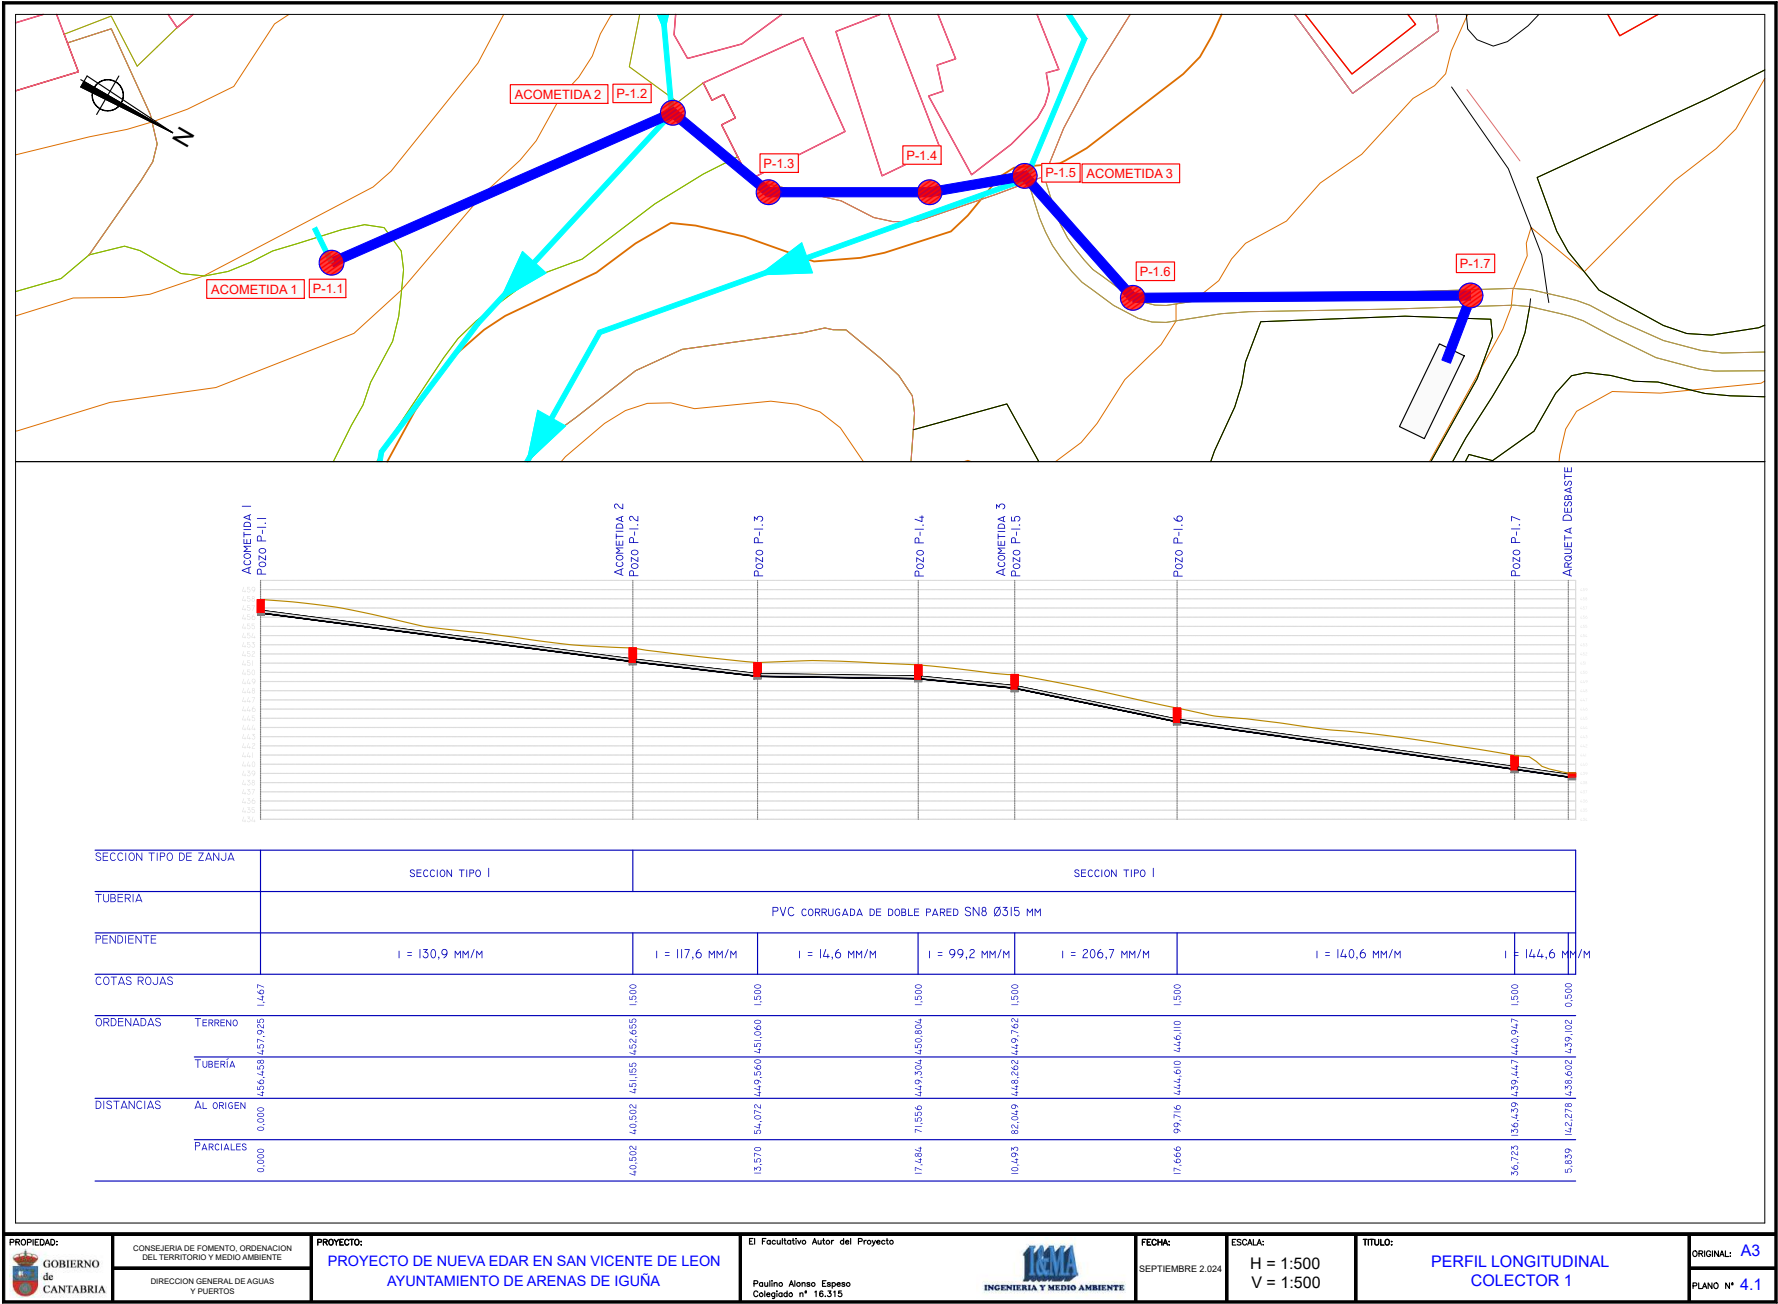 N
ACOMETIDA 2
P-1.2
P-1.3
P-1.4
P-1.5
ACOMETIDA 3
ACOMETIDA 1
P-1.1
P-1.6
P-1.7
ACOMETIDA 1
POZO P-1.1
ACOMETIDA 2
POZO P-1.2
POZO P-1.3
POZO P-1.4
ACOMETIDA 3
POZO P-1.5
POZO P-1.6
POZO P-1.7
ARQUETA DESBASTE
SECCION TIPO DE ZANJA
SECCION TIPO 1
SECCION TIPO 1
TUBERIA
PVC CORRUGADA DE DOBLE PARED SN8 Ø315 MM
PENDIENTE
I = 130,9 MM/M
I = 117,6 MM/M
I = 14,6 MM/M
I = 99,2 MM/M
I = 206,7 MM/M
I = 140,6 MM/M
I = 144,6 MM/M
COTAS ROJAS
1,467 1,500 1,500 1,500 1,500 1,500 1,500 0,500
ORDENADAS
TERRENO
457,925 452,655 451,060 450,804 449,762 446,110 440,947 439,102
TUBERÍA
456,458 451,155 449,560 449,304 448,262 444,610 439,447 438,602
DISTANCIAS
AL ORIGEN
0,000 40,502 54,072 71,556 82,049 99,716 136,439 142,278
PARCIALES
0,000 40,502 13,570 17,484 10,493 17,666 36,723 5,839
PROPIEDAD:
GOBIERNO
de
CANTABRIA
CONSEJERIA DE FOMENTO, ORDENACION
DEL TERRITORIO Y MEDIO AMBIENTE
DIRECCION GENERAL DE AGUAS
Y PUERTOS
PROYECTO:
PROYECTO DE NUEVA EDAR EN SAN VICENTE DE LEON
AYUNTAMIENTO DE ARENAS DE IGUÑA
El Facultativo Autor del Proyecto
Paulino Alonso Espeso
Colegiado nº 16.315
I&MA
INGENIERIA Y MEDIO AMBIENTE
FECHA:
SEPTIEMBRE 2.024
ESCALA:
H = 1:500
V = 1:500
TITULO:
PERFIL LONGITUDINAL
COLECTOR 1
ORIGINAL: A3
PLANO Nº 4.1